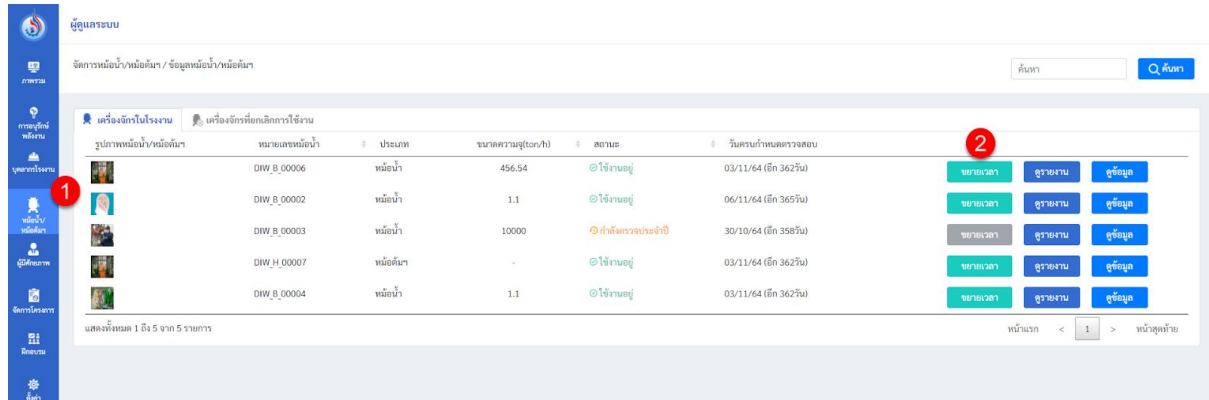 ผู้ดูแลระบบ
จัดการหม้อน้ำ/หม้อต้มฯ / ข้อมูลหม้อน้ำ/หม้อต้มฯ
ค้นหา
ค้นหา
ภาพรวม
การอนุรักษ์
พลังงาน
บุคลากรโรงงาน
1
หม้อน้ำ/
หม้อต้มฯ
ผู้มีศักยภาพ
จัดการโครงการ
ฝึกอบรม
ตั้งค่า
เครื่องจักรในโรงงาน เครื่องจักรที่ยกเลิกการใช้งาน
2
รูปภาพหม้อน้ำ/หม้อต้มฯ หมายเลขหม้อน้ำ ประเภท ขนาดความจุ(ton/h) สถานะ วันครบกำหนดตรวจสอบ
DIW_B_00006 หม้อน้ำ 456.54 ใช้งานอยู่ 03/11/64 (อีก 362วัน) ขยายเวลา ดูรายงาน ดูข้อมูล
DIW_B_00002 หม้อน้ำ 1.1 ใช้งานอยู่ 06/11/64 (อีก 365วัน) ขยายเวลา ดูรายงาน ดูข้อมูล
DIW_B_00003 หม้อน้ำ 10000 กำลังตรวจประจำปี 30/10/64 (อีก 358วัน) ขยายเวลา ดูรายงาน ดูข้อมูล
DIW_H_00007 หม้อต้มฯ - ใช้งานอยู่ 03/11/64 (อีก 362วัน) ขยายเวลา ดูรายงาน ดูข้อมูล
DIW_B_00004 หม้อน้ำ 1.1 ใช้งานอยู่ 03/11/64 (อีก 362วัน) ขยายเวลา ดูรายงาน ดูข้อมูล
แสดงทั้งหมด 1 ถึง 5 จาก 5 รายการ
หน้าแรก < 1 > หน้าสุดท้าย